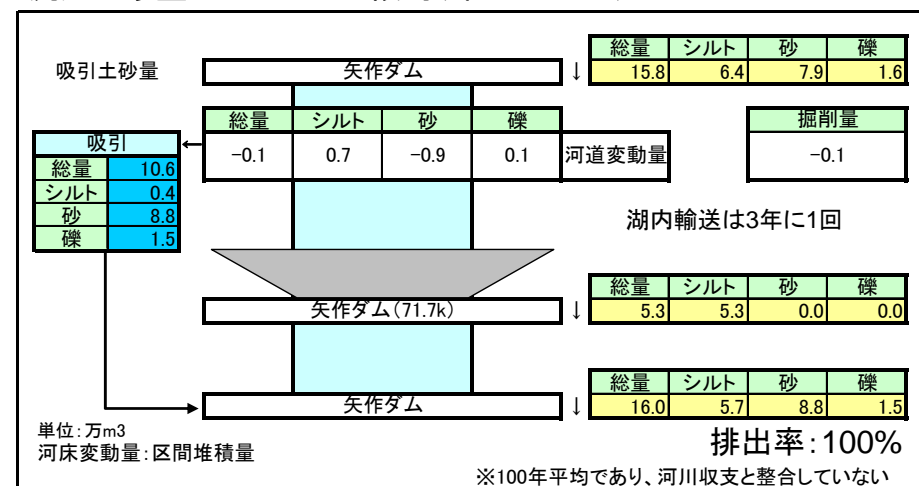 総量 シルト 砂 礫
吸引土砂量 矢作ダム ↓ 15.8 6.4 7.9 1.6
総量 シルト 砂 礫 掘削量
吸引 ← −0.1 0.7 −0.9 0.1 河道変動量 −0.1
総量 10.6
シルト 0.4
砂 8.8
礫 1.5
湖内輸送は3年に1回
総量 シルト 砂 礫
矢作ダム(71.7k) ↓ 5.3 5.3 0.0 0.0
総量 シルト 砂 礫
矢作ダム ↓ 16.0 5.7 8.8 1.5
単位:万m3
河床変動量:区間堆積量
排出率:100%
※100年平均であり、河川収支と整合していない